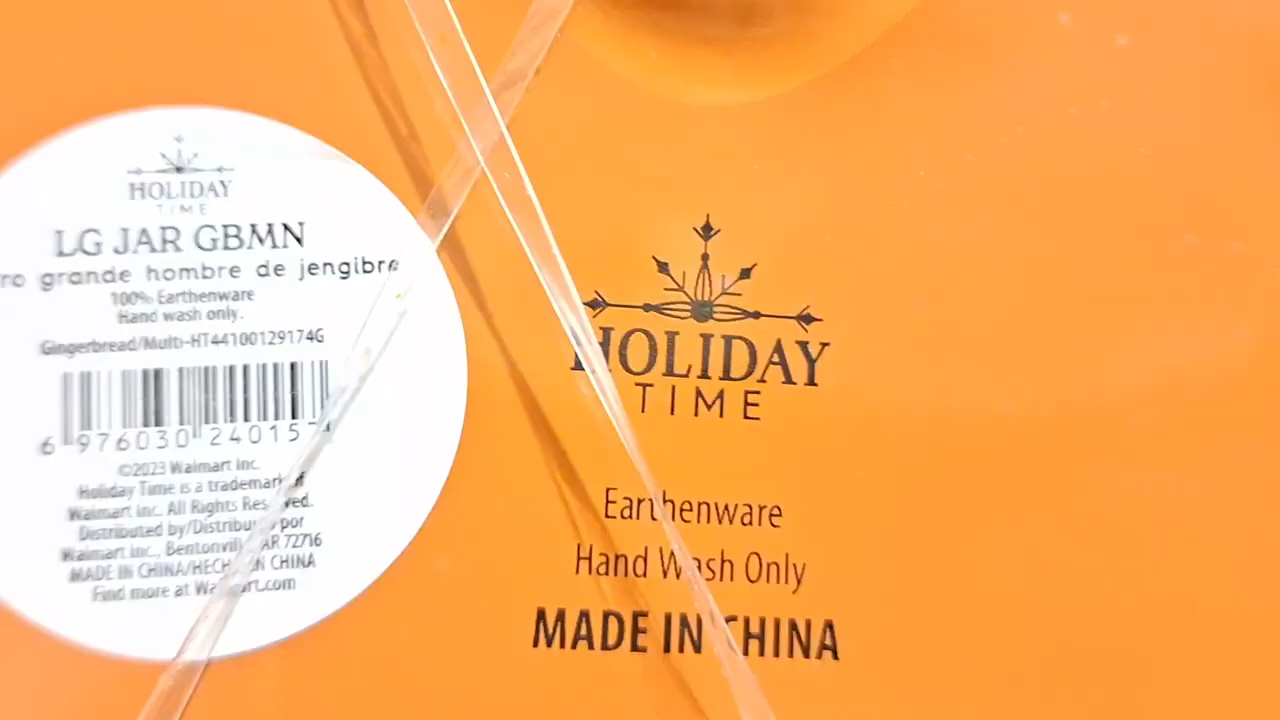 HOLIDAY
TIME
LG JAR GBMN
ro grande hombre de jengibre
100% Earthenware
Hand wash only.
Gingerbread/Multi-HT44100129174G
6 976030 24015
©2023 Walmart Inc.
Holiday Time is a trademark of
Walmart Inc. All Rights Reserved.
Distributed by/Distribuido por
Walmart Inc., Bentonville, AR 72716
MADE IN CHINA/HECHO EN CHINA
Find more at Walmart.com
HOLIDAY
TIME
Earthenware
Hand Wash Only
MADE IN CHINA